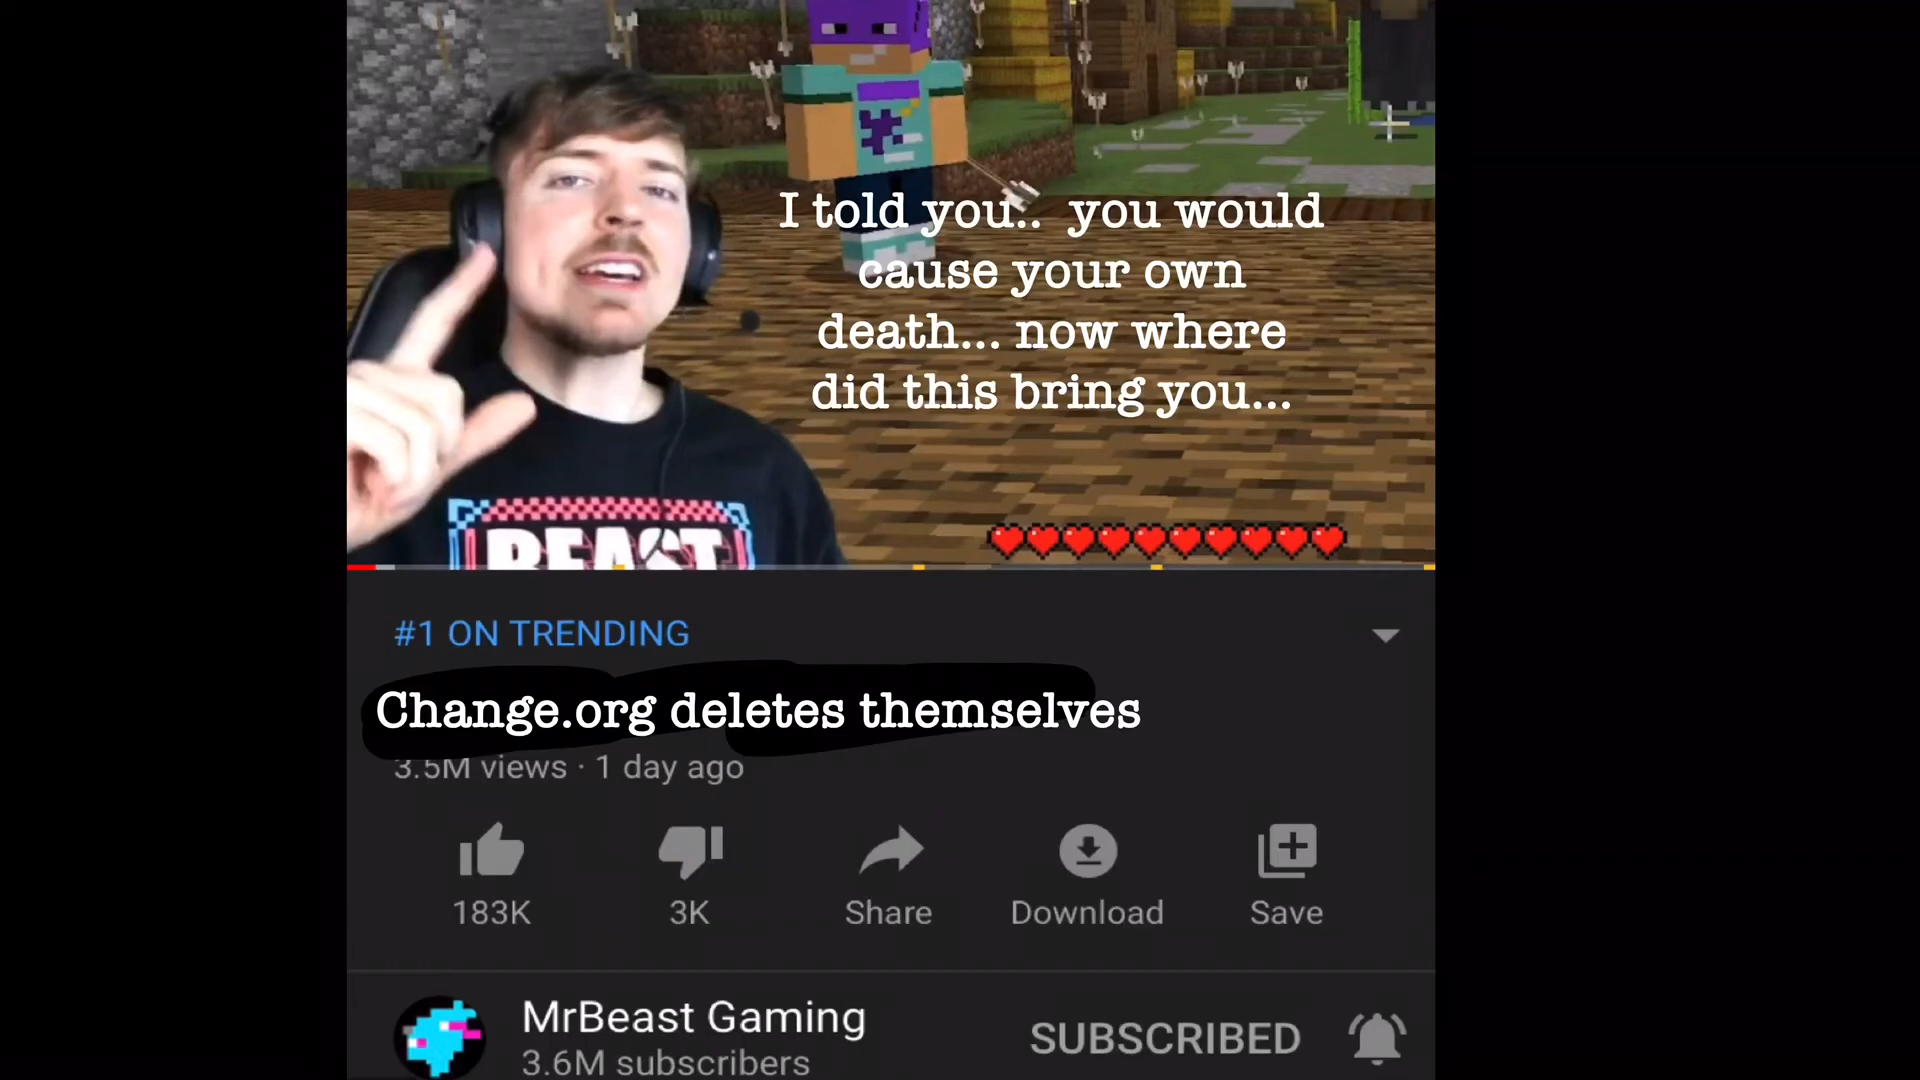 I told you.. you would
cause your own
death... now where
did this bring you...
BEAST
#1 ON TRENDING
Change.org deletes themselves
3.5M views · 1 day ago
183K
3K
Share
Download
Save
MrBeast Gaming
SUBSCRIBED
3.6M subscribers